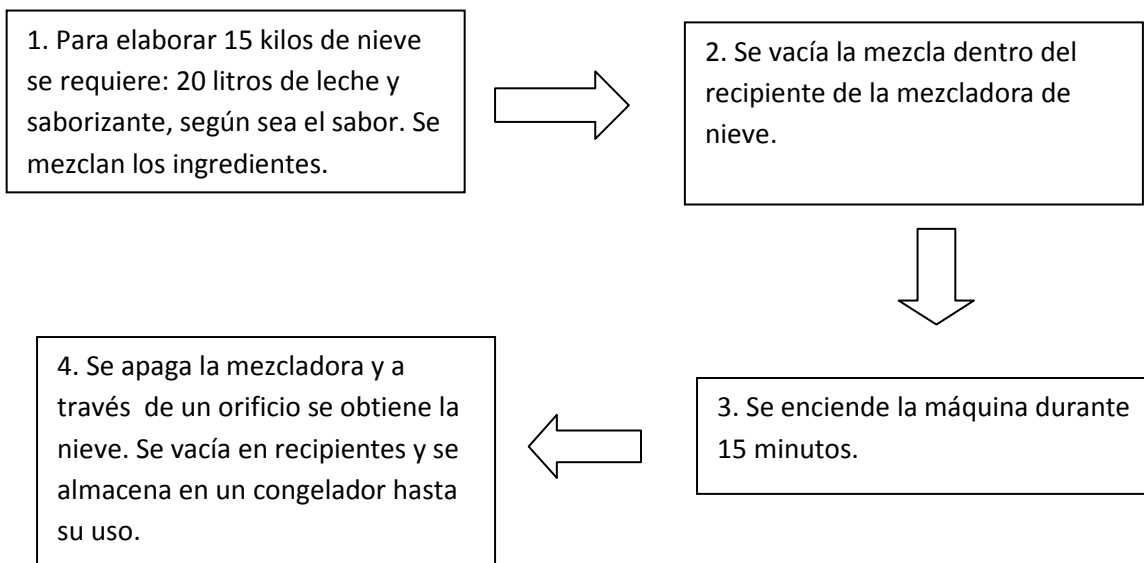 1. Para elaborar 15 kilos de nieve
se requiere: 20 litros de leche y
saborizante, según sea el sabor. Se
mezclan los ingredientes.
2. Se vacía la mezcla dentro del
recipiente de la mezcladora de
nieve.
3. Se enciende la máquina durante
15 minutos.
4. Se apaga la mezcladora y a
través  de un orificio se obtiene la
nieve. Se vacía en recipientes y se
almacena en un congelador hasta
su uso.